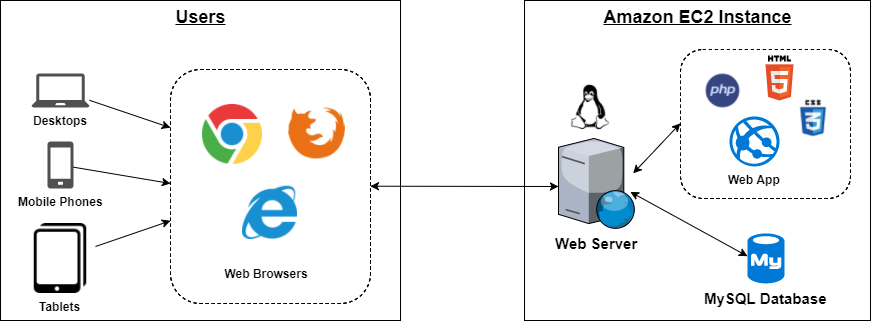 Users
Desktops
Mobile Phones
Tablets
Web Browsers
Amazon EC2 Instance
php
HTML
5
CSS
3
Web App
Web Server
My
MySQL Database